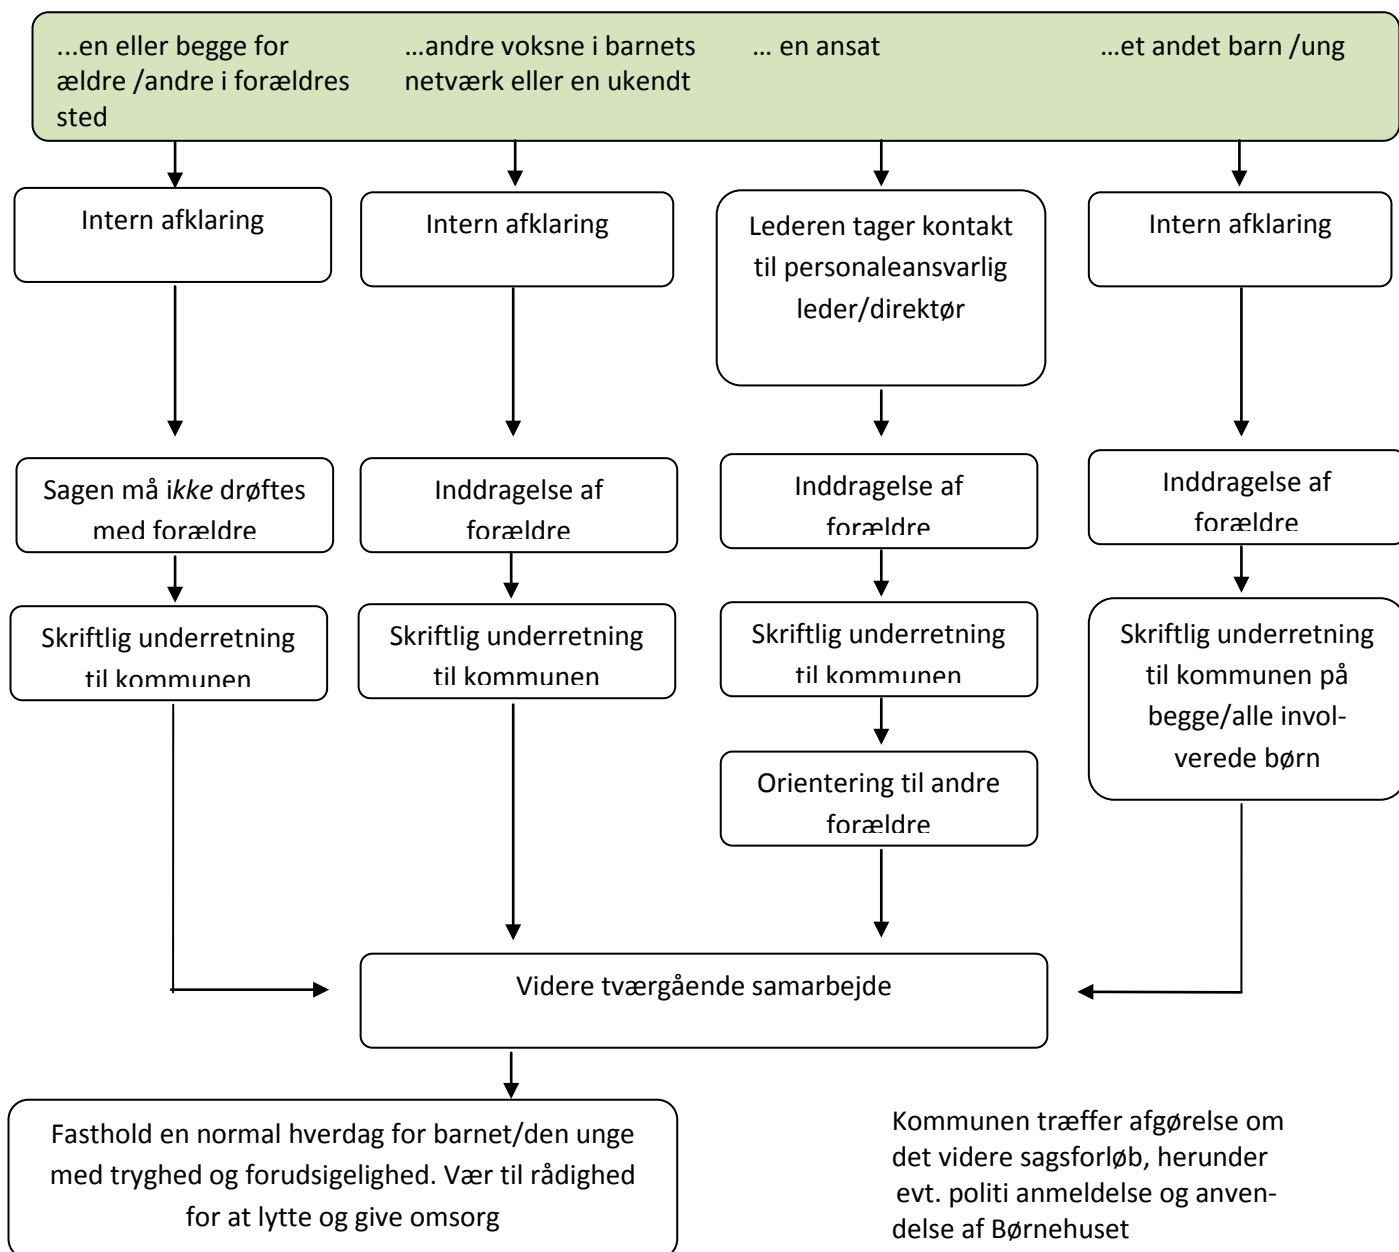 ...en eller begge for
ældre /andre i forældres
sted
...andre voksne i barnets
netværk eller en ukendt
... en ansat
...et andet barn /ung
Intern afklaring
Intern afklaring
Lederen tager kontakt
til personaleansvarlig
leder/direktør
Intern afklaring
Sagen må ikke drøftes
med forældre
Inddragelse af
forældre
Inddragelse af
forældre
Inddragelse af
forældre
Skriftlig underretning
til kommunen
Skriftlig underretning
til kommunen
Skriftlig underretning
til kommunen
Skriftlig underretning
til kommunen på
begge/alle invol-
verede børn
Orientering til andre
forældre
Videre tværgående samarbejde
Fasthold en normal hverdag for barnet/den unge
med tryghed og forudsigelighed. Vær til rådighed
for at lytte og give omsorg
Kommunen træffer afgørelse om
det videre sagsforløb, herunder
evt. politi anmeldelse og anven-
delse af Børnehuset